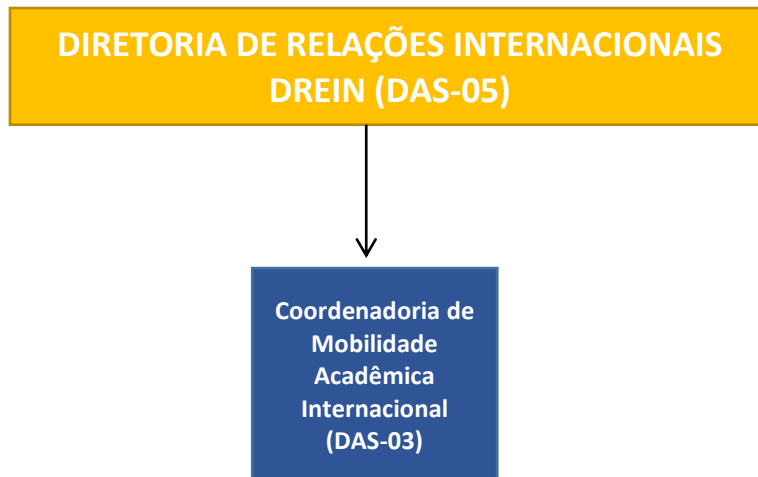 DIRETORIA DE RELAÇÕES INTERNACIONAIS
DREIN (DAS-05)
Coordenadoria de
Mobilidade
Acadêmica
Internacional
(DAS-03)